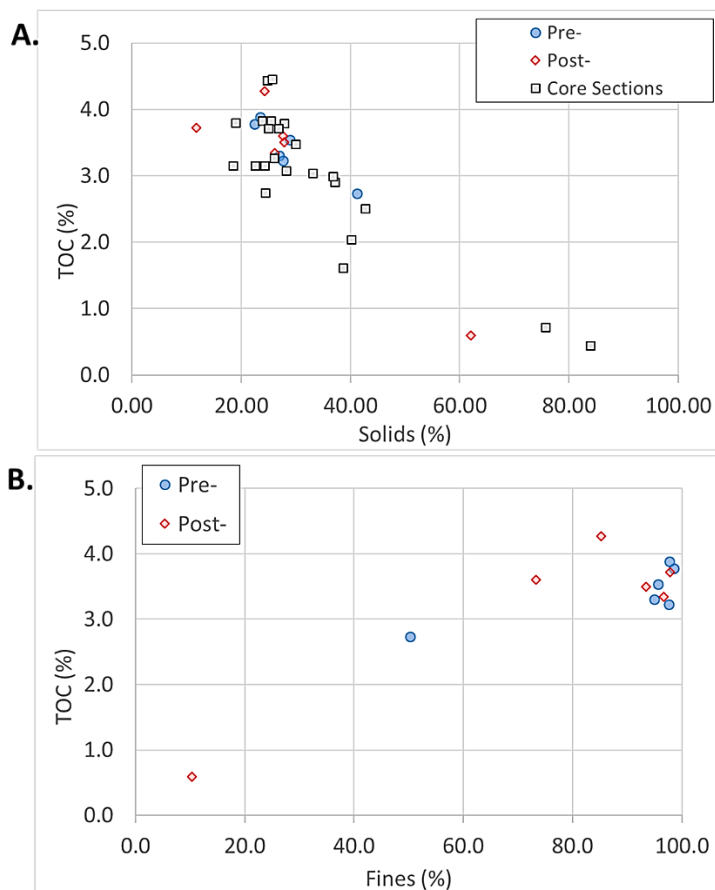 A.
Pre-
Post-
Core Sections
5.0
4.0
3.0
2.0
1.0
0.0
TOC (%)
0.00 20.00 40.00 60.00 80.00 100.00
Solids (%)
B.
Pre-
Post-
5.0
4.0
3.0
2.0
1.0
0.0
TOC (%)
0.0 20.0 40.0 60.0 80.0 100.0
Fines (%)